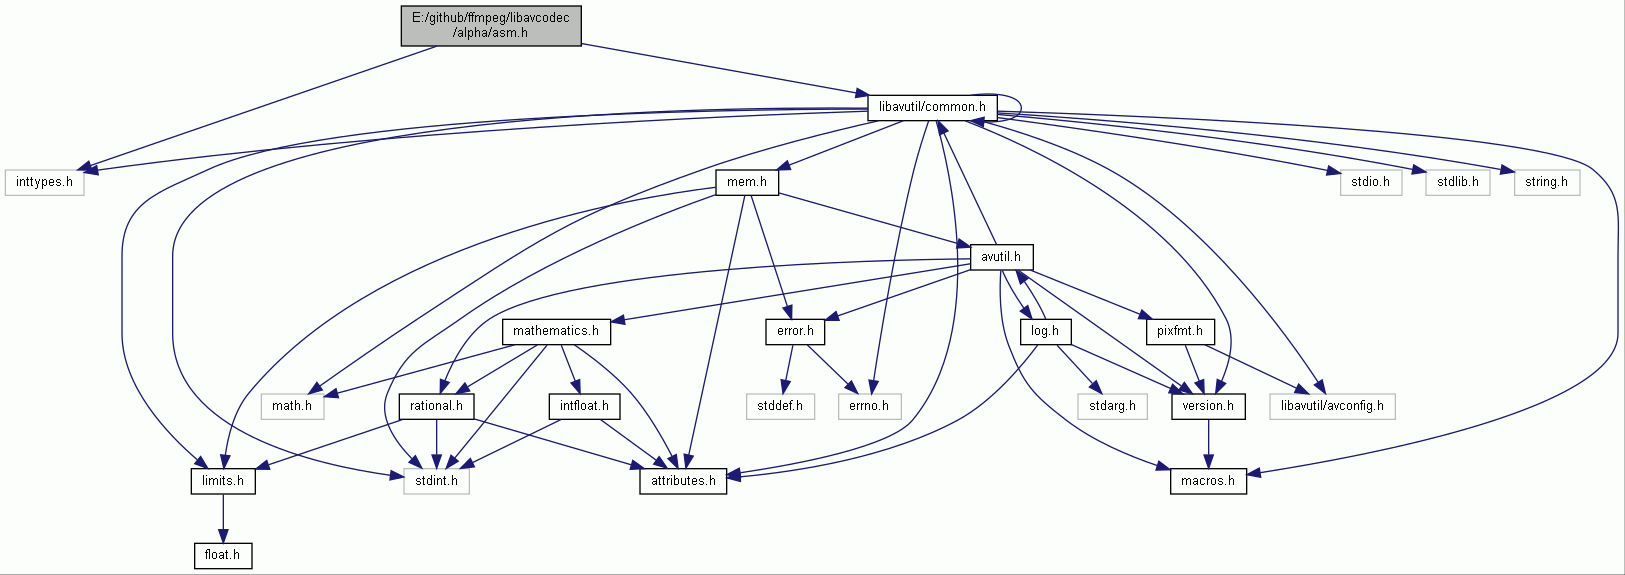 E:/github/ffmpeg/libavcodec
/alpha/asm.h
libavutil/common.h
inttypes.h
mem.h
stdio.h
stdlib.h
string.h
avutil.h
mathematics.h
error.h
log.h
pixfmt.h
math.h
rational.h
intfloat.h
stddef.h
errno.h
stdarg.h
version.h
libavutil/avconfig.h
limits.h
stdint.h
attributes.h
macros.h
float.h